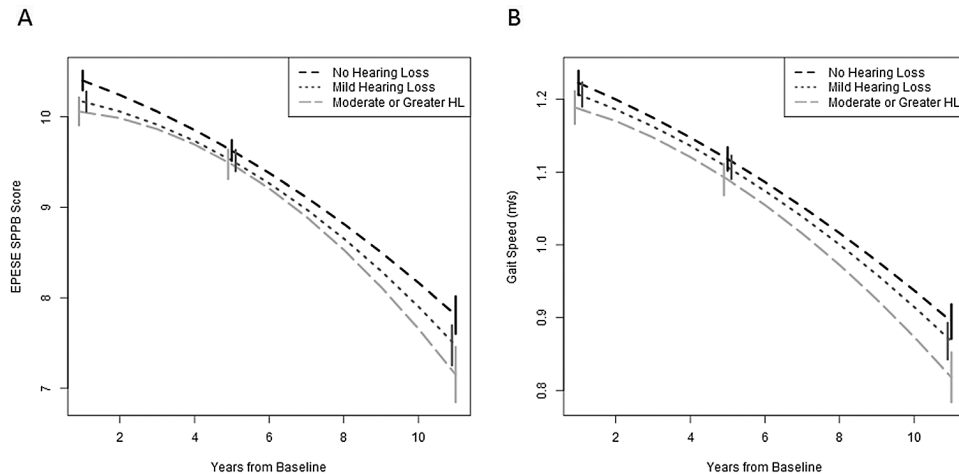 A
No Hearing Loss
Mild Hearing Loss
Moderate or Greater HL
EPESE SPPB Score
10
9
8
7
2 4 6 8 10
Years from Baseline
B
No Hearing Loss
Mild Hearing Loss
Moderate or Greater HL
Gait Speed (m/s)
1.2
1.1
1.0
0.9
0.8
2 4 6 8 10
Years from Baseline